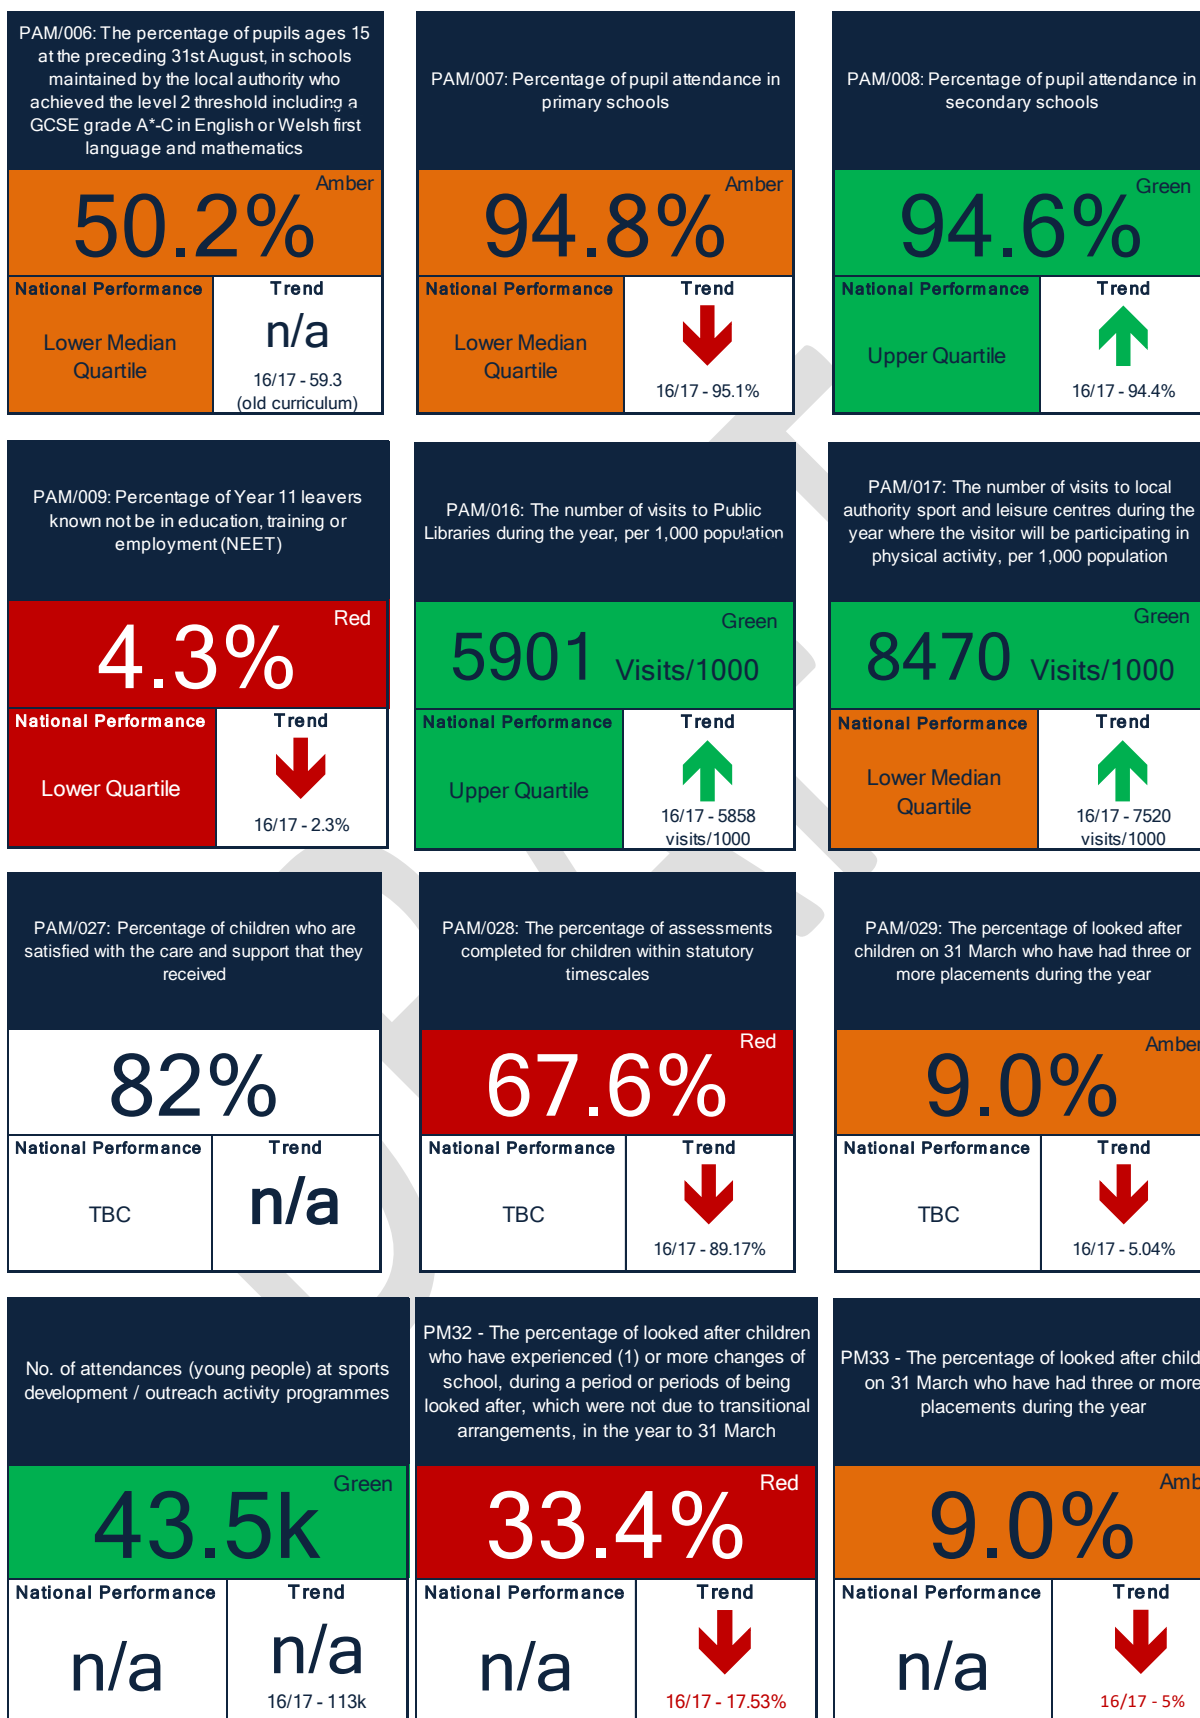 PAM/006: The percentage of pupils ages 15
at the preceding 31st August, in schools
maintained by the local authority who
achieved the level 2 threshold including a
GCSE grade A*-C in English or Welsh first
language and mathematics
Amber
50.2%
National Performance
Lower Median
Quartile
Trend
n/a
16/17 - 59.3
(old curriculum)
PAM/007: Percentage of pupil attendance in
primary schools
Amber
94.8%
National Performance
Lower Median
Quartile
Trend
16/17 - 95.1%
PAM/008: Percentage of pupil attendance in
secondary schools
Green
94.6%
National Performance
Upper Quartile
Trend
16/17 - 94.4%
PAM/009: Percentage of Year 11 leavers
known not be in education, training or
employment (NEET)
Red
4.3%
National Performance
Lower Quartile
Trend
16/17 - 2.3%
PAM/016: The number of visits to Public
Libraries during the year, per 1,000 population
Green
5901 Visits/1000
National Performance
Upper Quartile
Trend
16/17 - 5858
visits/1000
PAM/017: The number of visits to local
authority sport and leisure centres during the
year where the visitor will be participating in
physical activity, per 1,000 population
Green
8470 Visits/1000
National Performance
Lower Median
Quartile
Trend
16/17 - 7520
visits/1000
PAM/027: Percentage of children who are
satisfied with the care and support that they
received
82%
National Performance
TBC
Trend
n/a
PAM/028: The percentage of assessments
completed for children within statutory
timescales
Red
67.6%
National Performance
TBC
Trend
16/17 - 89.17%
PAM/029: The percentage of looked after
children on 31 March who have had three or
more placements during the year
Amber
9.0%
National Performance
TBC
Trend
16/17 - 5.04%
No. of attendances (young people) at sports
development / outreach activity programmes
Green
43.5k
National Performance
n/a
Trend
n/a
16/17 - 113k
PM32 - The percentage of looked after children
who have experienced (1) or more changes of
school, during a period or periods of being
looked after, which were not due to transitional
arrangements, in the year to 31 March
Red
33.4%
National Performance
n/a
Trend
16/17 - 17.53%
PM33 - The percentage of looked after child
on 31 March who have had three or more
placements during the year
Amb
9.0%
National Performance
n/a
Trend
16/17 - 5%